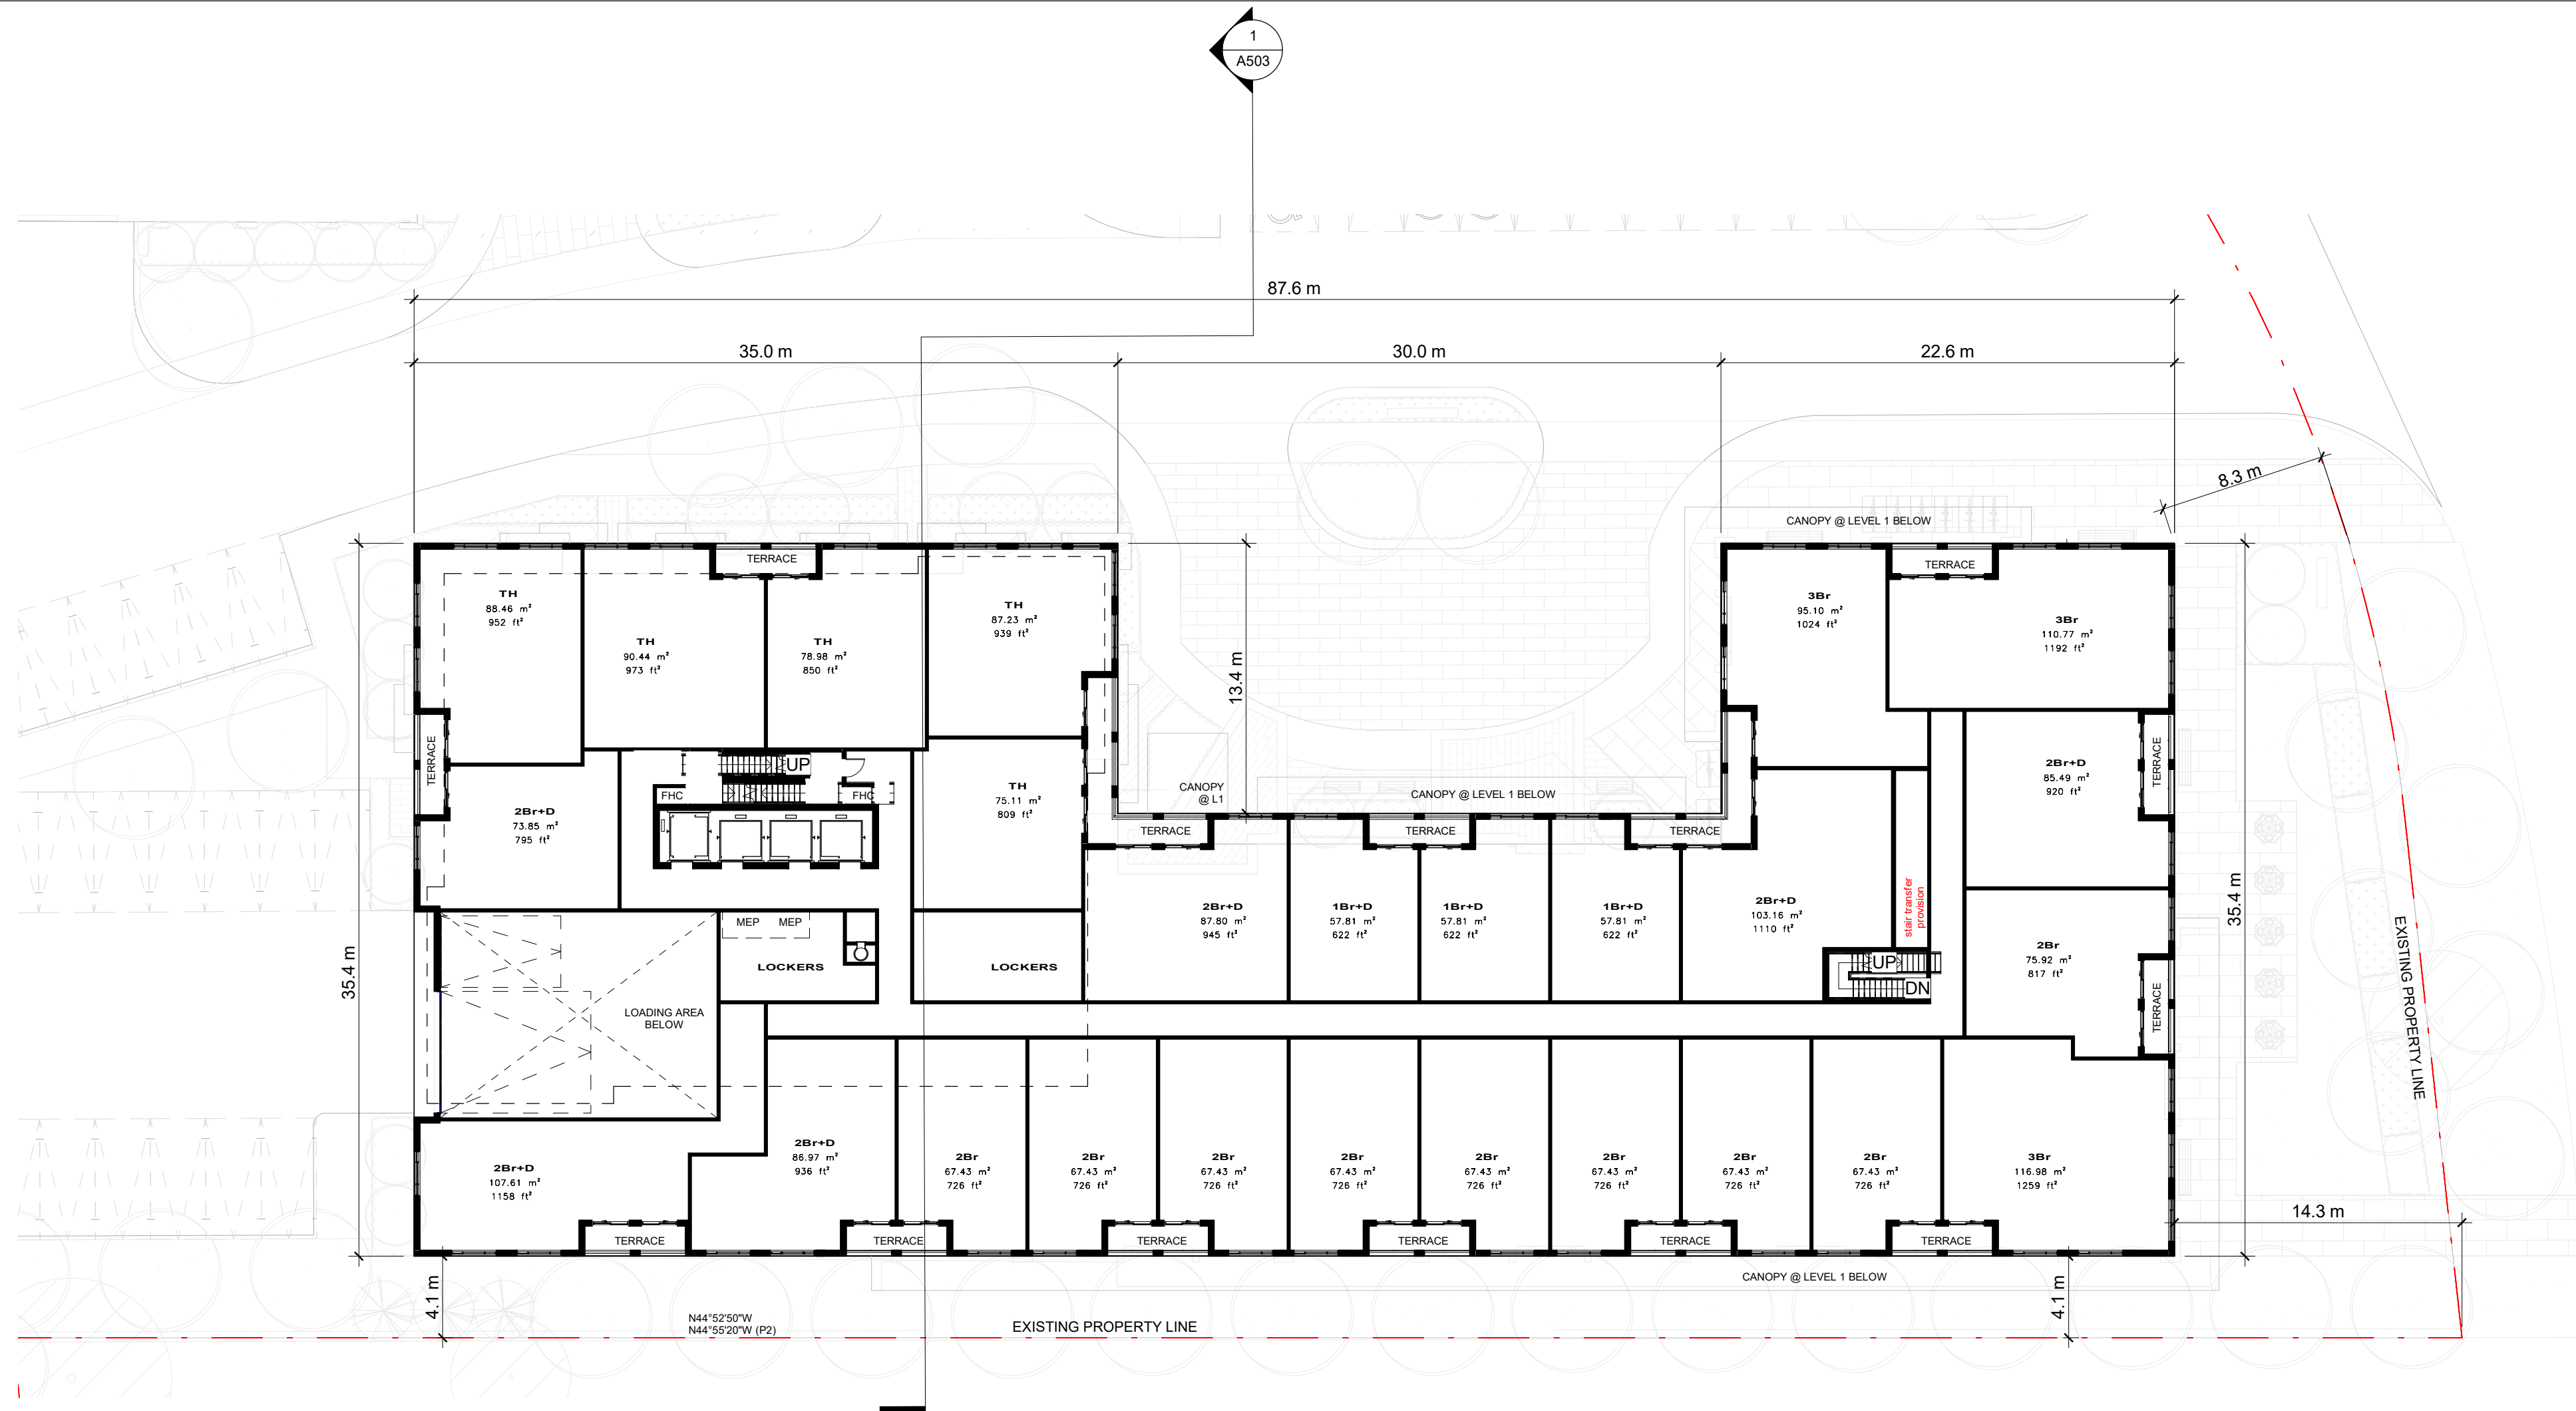 1
A503
87.6 m
35.0 m
30.0 m
22.6 m
8.3 m
CANOPY @ LEVEL 1 BELOW
TERRACE
TERRACE
TH
88.46 m²
952 ft²
TH
90.44 m²
973 ft²
TH
78.98 m²
850 ft²
TH
87.23 m²
939 ft²
13.4 m
3Br
95.10 m²
1024 ft²
3Br
110.77 m²
1192 ft²
TERRACE
UP
FHC
FHC
2Br+D
73.85 m²
795 ft²
TH
75.11 m²
809 ft²
CANOPY
@ L1
CANOPY @ LEVEL 1 BELOW
TERRACE
TERRACE
TERRACE
2Br+D
85.49 m²
920 ft²
TERRACE
35.4 m
MEP
MEP
LOCKERS
LOCKERS
2Br+D
87.80 m²
945 ft²
1Br+D
57.81 m²
622 ft²
1Br+D
57.81 m²
622 ft²
1Br+D
57.81 m²
622 ft²
2Br+D
103.16 m²
1110 ft²
stair transfer
provision
UP
DN
2Br
75.92 m²
817 ft²
TERRACE
35.4 m
EXISTING PROPERTY LINE
LOADING AREA
BELOW
2Br+D
107.61 m²
1158 ft²
2Br+D
86.97 m²
936 ft²
2Br
67.43 m²
726 ft²
2Br
67.43 m²
726 ft²
2Br
67.43 m²
726 ft²
2Br
67.43 m²
726 ft²
2Br
67.43 m²
726 ft²
2Br
67.43 m²
726 ft²
2Br
67.43 m²
726 ft²
2Br
67.43 m²
726 ft²
3Br
116.98 m²
1259 ft²
14.3 m
TERRACE
TERRACE
TERRACE
TERRACE
TERRACE
TERRACE
CANOPY @ LEVEL 1 BELOW
4.1 m
4.1 m
N44°52'50"W
N44°55'20"W (P2)
EXISTING PROPERTY LINE